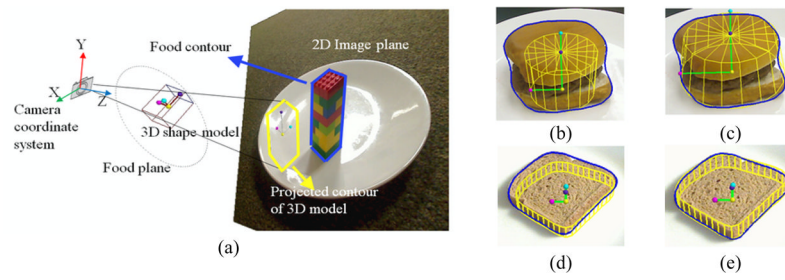 Food contour
2D Image plane
Y
X
Z
Camera
coordinate
system
3D shape model
Food plane
Projected contour
of 3D model
(a)
(b)
(c)
(d)
(e)